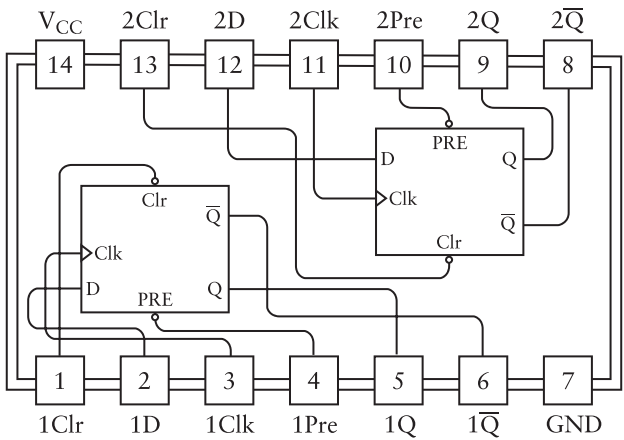 V_CC 2Clr 2D 2Clk 2Pre 2Q 2Q̅
14 13 12 11 10 9 8
PRE
D Q
Clk
Q̅
Clr
Clr
Q̅
Clk
D Q
PRE
1 2 3 4 5 6 7
1Clr 1D 1Clk 1Pre 1Q 1Q̅ GND